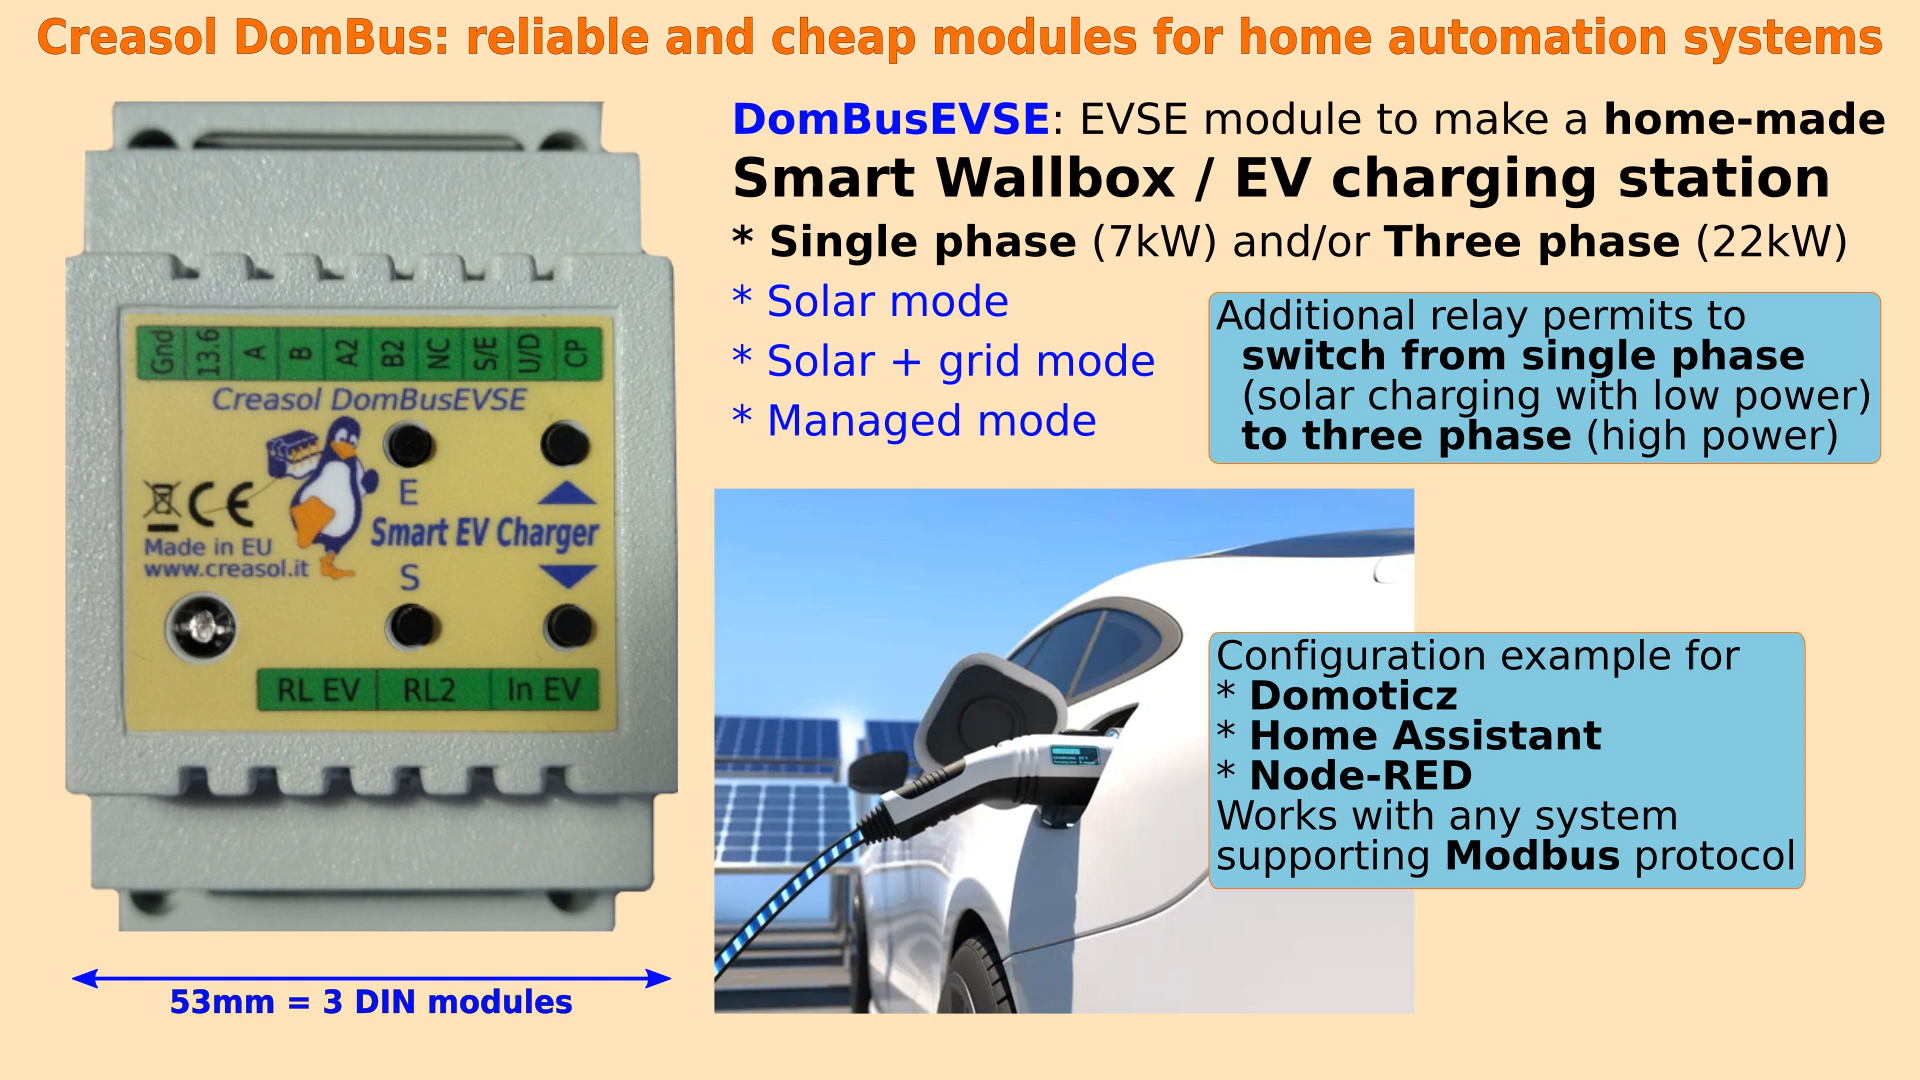 Creasol DomBus: reliable and cheap modules for home automation systems
DomBusEVSE: EVSE module to make a home-made
Smart Wallbox / EV charging station
* Single phase (7kW) and/or Three phase (22kW)
* Solar mode
* Solar + grid mode
* Managed mode
Additional relay permits to
switch from single phase
(solar charging with low power)
to three phase (high power)
Gnd 13.6 A B A2 B2 NC S/E U/D CP
Creasol DomBusEVSE
E
CE
Smart EV Charger
Made in EU
www.creasol.it
S
RL EV RL2 In EV
53mm = 3 DIN modules
Configuration example for
* Domoticz
* Home Assistant
* Node-RED
Works with any system
supporting Modbus protocol